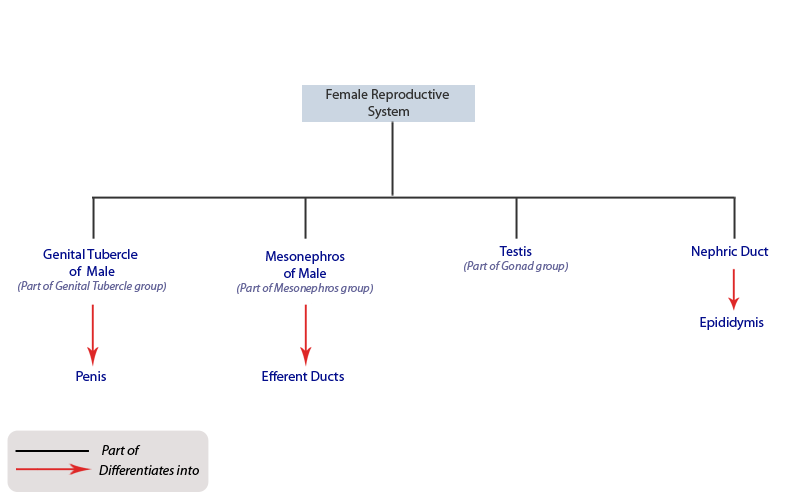 Female Reproductive
System
Genital Tubercle
of Male
(Part of Genital Tubercle group)
Mesonephros
of Male
(Part of Mesonephros group)
Testis
(Part of Gonad group)
Nephric Duct
Penis
Efferent Ducts
Epididymis
Part of
Differentiates into